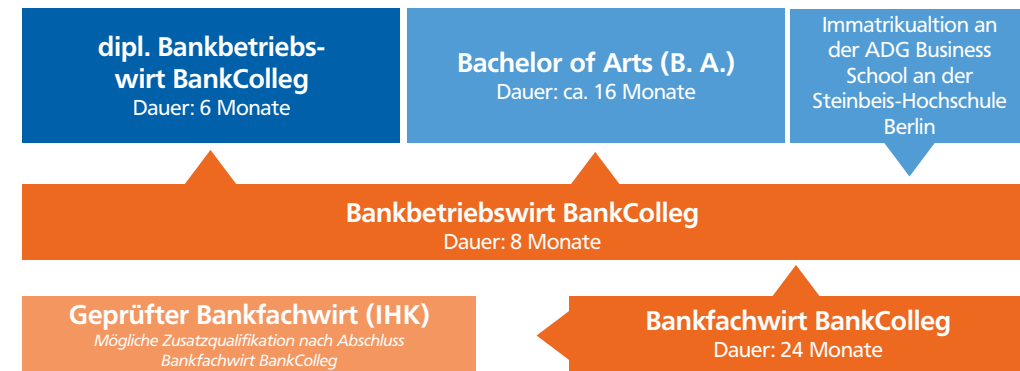 dipl. Bankbetriebs-
wirt BankColleg
Dauer: 6 Monate
Bachelor of Arts (B. A.)
Dauer: ca. 16 Monate
Immatrikualtion an
der ADG Business
School an der
Steinbeis-Hochschule
Berlin
Bankbetriebswirt BankColleg
Dauer: 8 Monate
Geprüfter Bankfachwirt (IHK)
Mögliche Zusatzqualifikation nach Abschluss
Bankfachwirt BankColleg
Bankfachwirt BankColleg
Dauer: 24 Monate